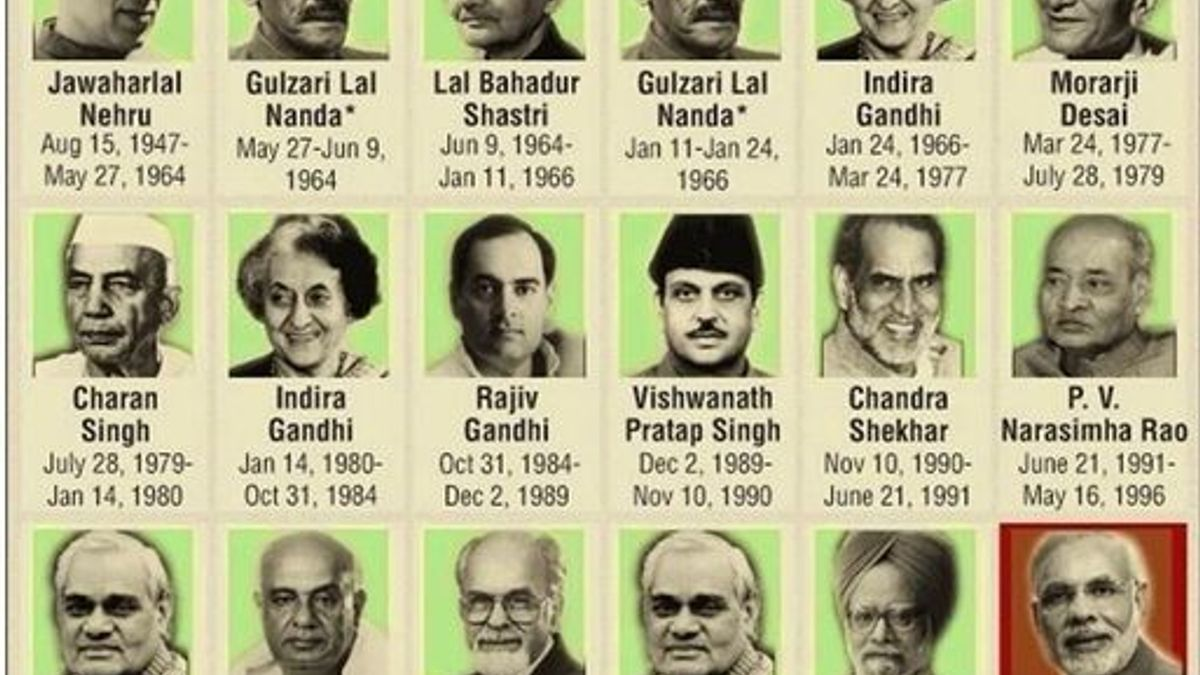 Jawaharlal
Nehru
Aug 15, 1947-
May 27, 1964
Gulzari Lal
Nanda*
May 27-Jun 9,
1964
Lal Bahadur
Shastri
Jun 9, 1964-
Jan 11, 1966
Gulzari Lal
Nanda*
Jan 11-Jan 24,
1966
Indira
Gandhi
Jan 24, 1966-
Mar 24, 1977
Morarji
Desai
Mar 24, 1977-
July 28, 1979
Charan
Singh
July 28, 1979-
Jan 14, 1980
Indira
Gandhi
Jan 14, 1980-
Oct 31, 1984
Rajiv
Gandhi
Oct 31, 1984-
Dec 2, 1989
Vishwanath
Pratap Singh
Dec 2, 1989-
Nov 10, 1990
Chandra
Shekhar
Nov 10, 1990-
June 21, 1991
P. V.
Narasimha Rao
June 21, 1991-
May 16, 1996